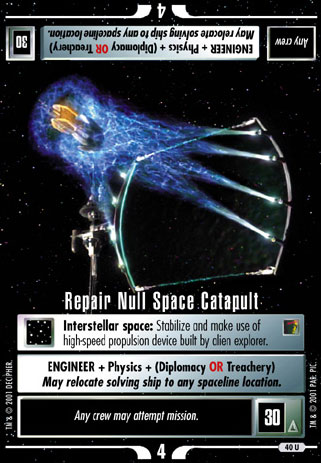 4
30
ENGINEER + Physics + (Diplomacy OR Treachery)
May relocate solving ship to any spaceline location.
Any crew
Repair Null Space Catapult
Interstellar space: Stabilize and make use of
high-speed propulsion device built by alien explorer.
ENGINEER + Physics + (Diplomacy OR Treachery)
May relocate solving ship to any spaceline location.
Any crew may attempt mission.
30
TM & © 2001 DECIPHER.
TM & © 2001 PAR. PIC.
4
40 U